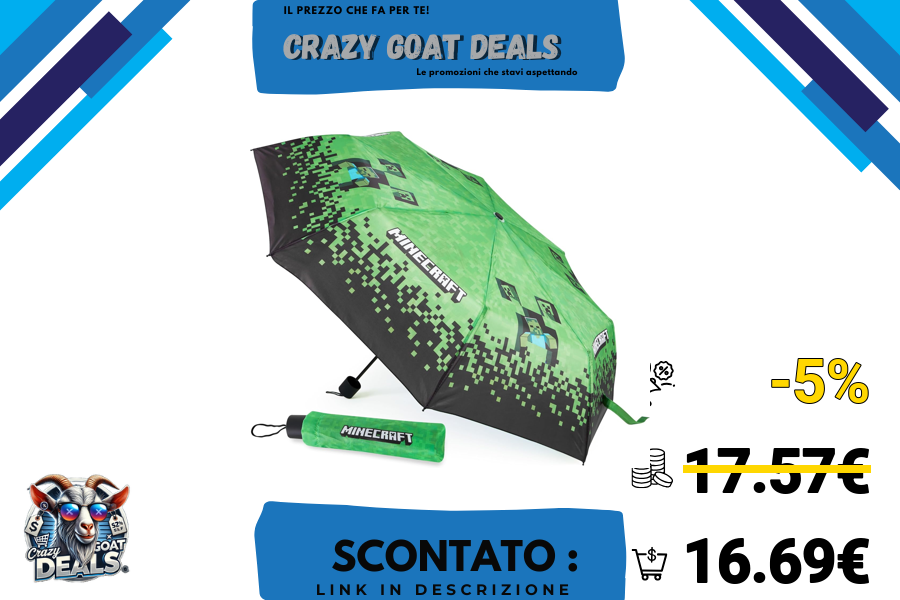 IL PREZZO CHE FA PER TE!
CRAZY GOAT DEALS
Le promozioni che stavi aspettando
MINECRAFT
MINECRAFT
-5%
17.57€
16.69€
Crazy
GOAT
DEALS
SCONTATO :
LINK IN DESCRIZIONE